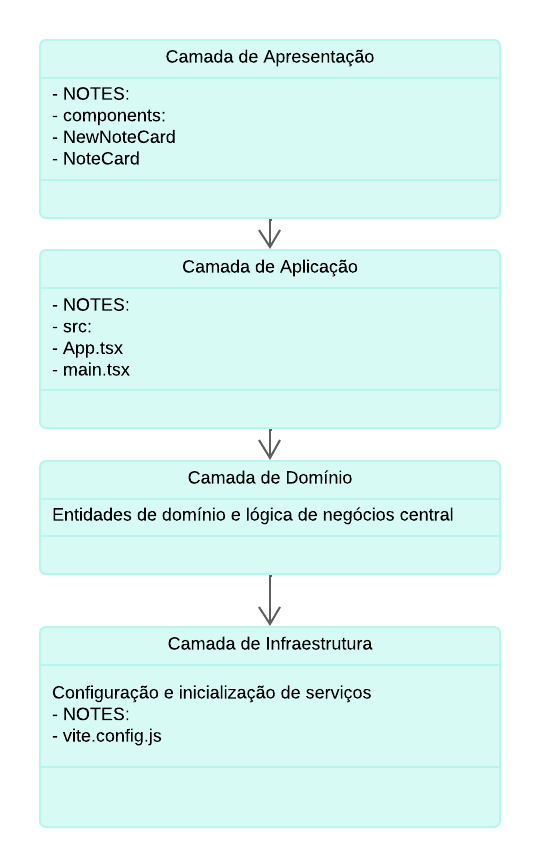 Camada de Apresentação
- NOTES:
- components:
- NewNoteCard
- NoteCard
Camada de Aplicação
- NOTES:
- src:
- App.tsx
- main.tsx
Camada de Domínio
Entidades de domínio e lógica de negócios central
Camada de Infraestrutura
Configuração e inicialização de serviços
- NOTES:
- vite.config.js